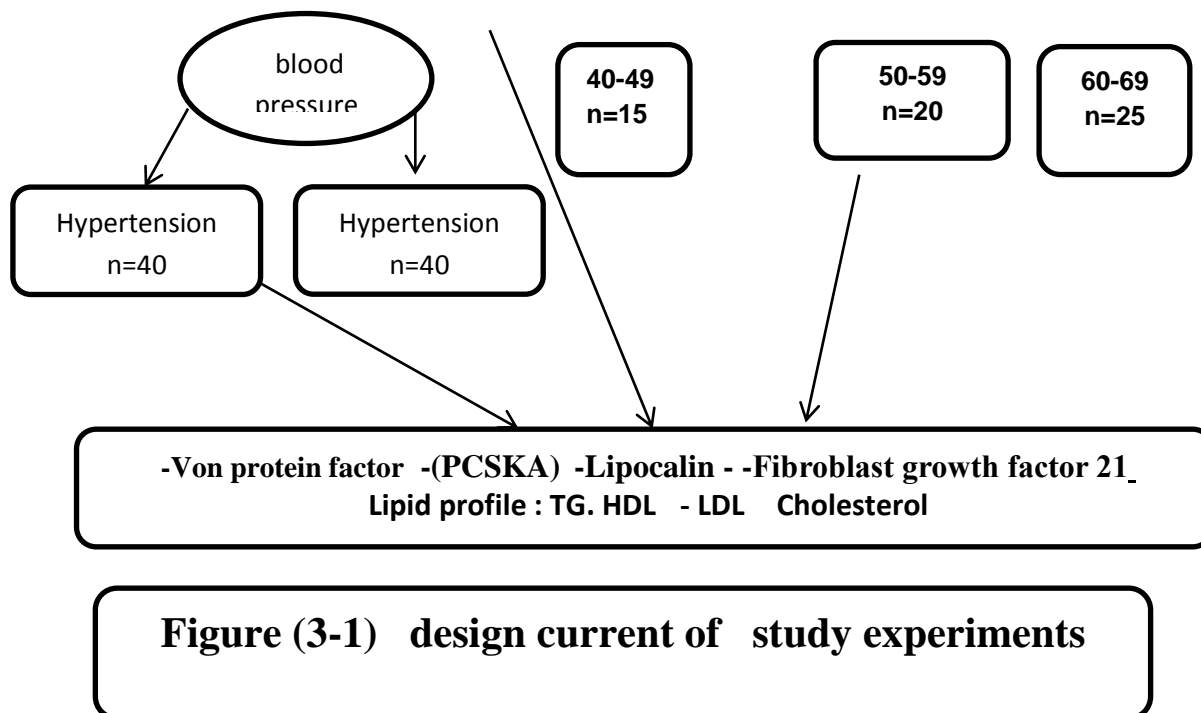 blood
pressure
40-49
n=15
50-59
n=20
60-69
n=25
Hypertension
n=40
Hypertension
n=40
-Von protein factor -(PCSKA) -Lipocalin - -Fibroblast growth factor 21
Lipid profile : TG. HDL - LDL Cholesterol
Figure (3-1) design current of study experiments